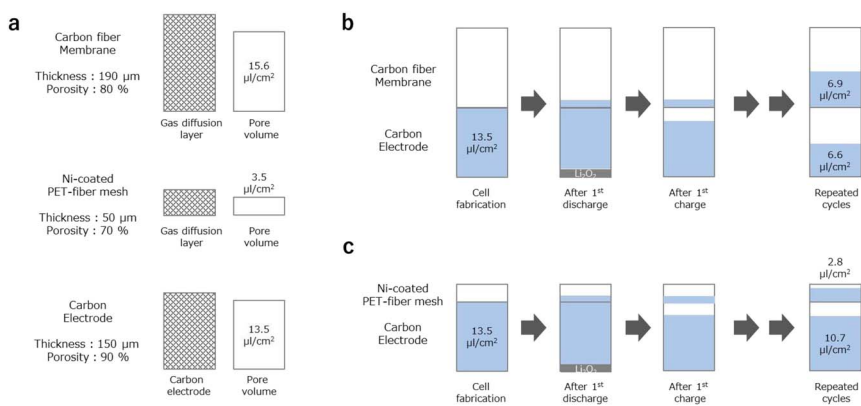 a
Carbon fiber
Membrane
Thickness : 190 μm
Porosity : 80 %
15.6
μl/cm²
Gas diffusion
layer
Pore
volume
Ni-coated
PET-fiber mesh
Thickness : 50 μm
Porosity : 70 %
3.5
μl/cm²
Gas diffusion
layer
Pore
volume
Carbon
Electrode
Thickness : 150 μm
Porosity : 90 %
13.5
μl/cm²
Carbon
electrode
Pore
volume
b
Carbon fiber
Membrane
Carbon
Electrode
13.5
μl/cm²
Li₂O₂
6.9
μl/cm²
6.6
μl/cm²
Cell
fabrication
After 1st
discharge
After 1st
charge
Repeated
cycles
c
2.8
μl/cm²
Ni-coated
PET-fiber mesh
Carbon
Electrode
13.5
μl/cm²
Li₂O₂
10.7
μl/cm²
Cell
fabrication
After 1st
discharge
After 1st
charge
Repeated
cycles